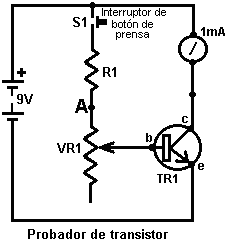 S1
Interruptor de
botón de
prensa
1mA
+
9V
R1
A
VR1
b
c
TR1
e
Probador de transistor